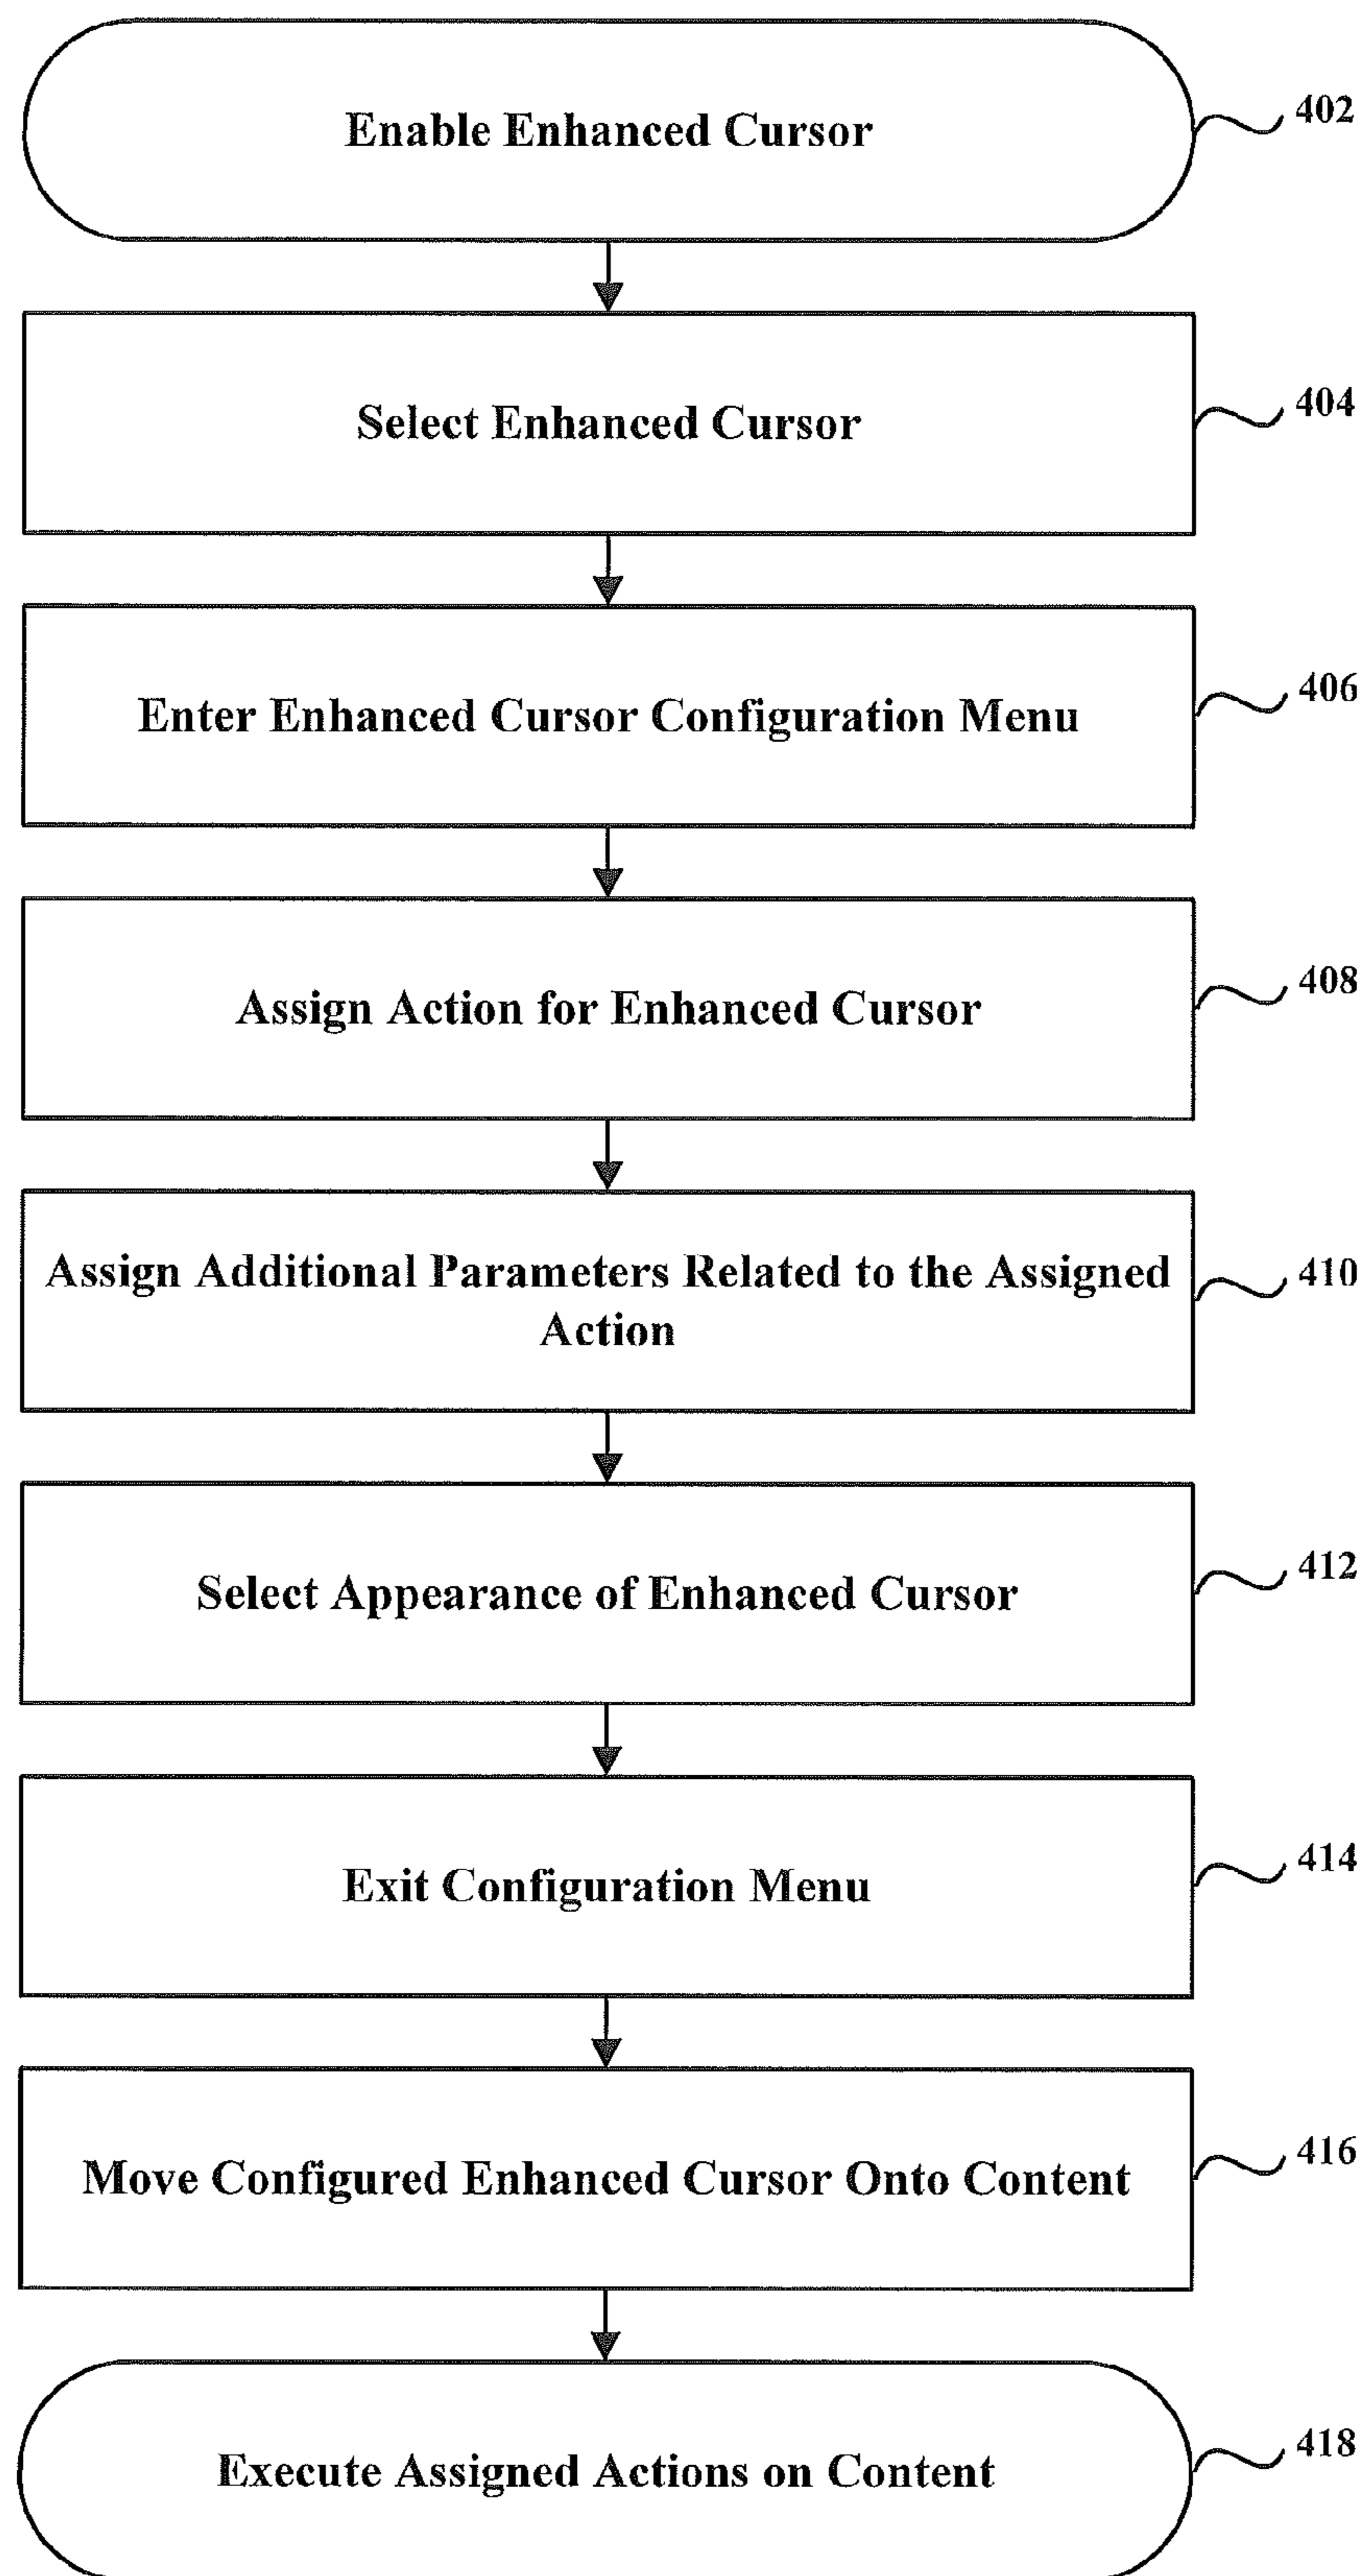 Enable Enhanced Cursor
402
Select Enhanced Cursor
404
Enter Enhanced Cursor Configuration Menu
406
Assign Action for Enhanced Cursor
408
Assign Additional Parameters Related to the Assigned
Action
410
Select Appearance of Enhanced Cursor
412
Exit Configuration Menu
414
Move Configured Enhanced Cursor Onto Content
416
Execute Assigned Actions on Content
418